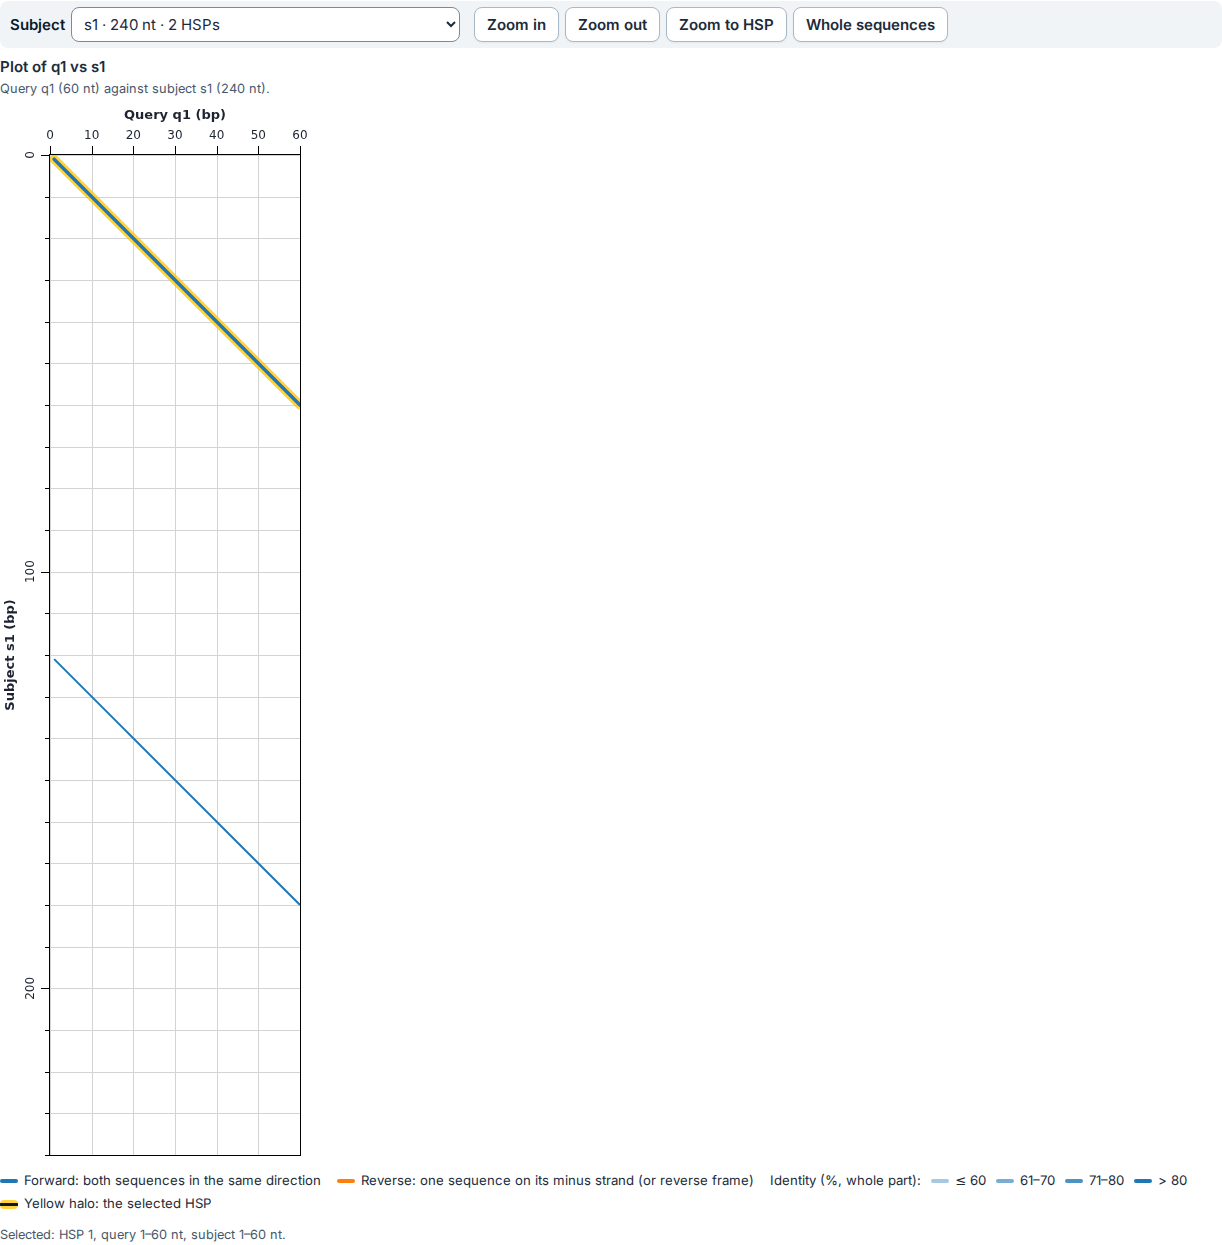 Subject s1 · 240 nt · 2 HSPs Zoom in Zoom out Zoom to HSP Whole sequences
Plot of q1 vs s1
Query q1 (60 nt) against subject s1 (240 nt).
Query q1 (bp)
0 10 20 30 40 50 60
0
100
Subject s1 (bp)
200
Forward: both sequences in the same direction Reverse: one sequence on its minus strand (or reverse frame) Identity (%, whole part): ≤ 60 61–70 71–80 > 80
Yellow halo: the selected HSP
Selected: HSP 1, query 1–60 nt, subject 1–60 nt.